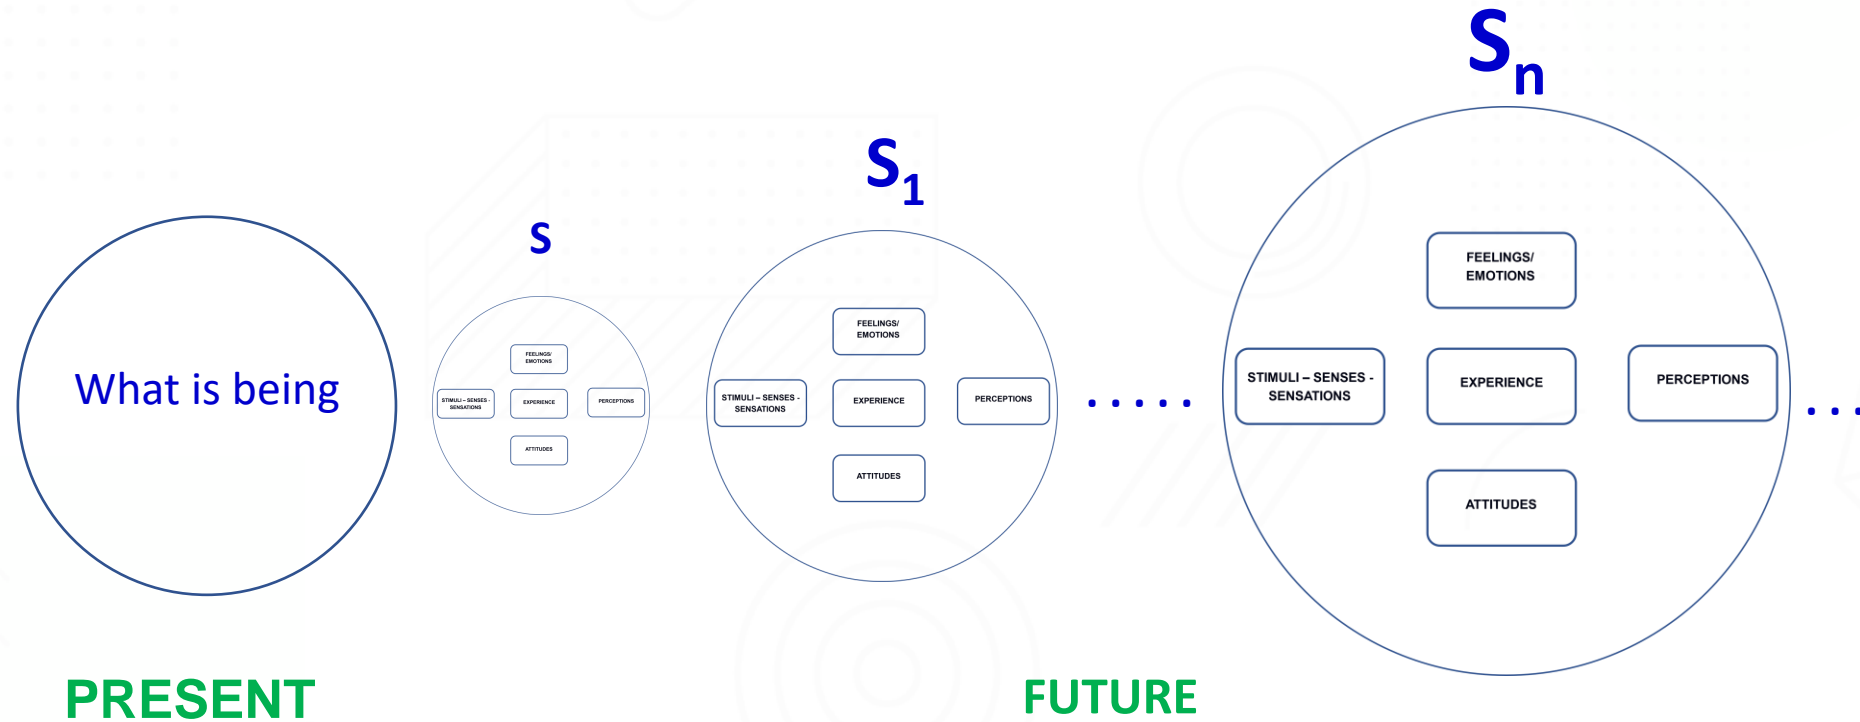 What is being
PRESENT
S
FEELINGS/
EMOTIONS
STIMULI – SENSES -
SENSATIONS
EXPERIENCE
PERCEPTIONS
ATTITUDES
S1
FEELINGS/
EMOTIONS
STIMULI – SENSES -
SENSATIONS
EXPERIENCE
PERCEPTIONS
ATTITUDES
.....
Sn
FEELINGS/
EMOTIONS
STIMULI – SENSES -
SENSATIONS
EXPERIENCE
PERCEPTIONS
ATTITUDES
...
FUTURE